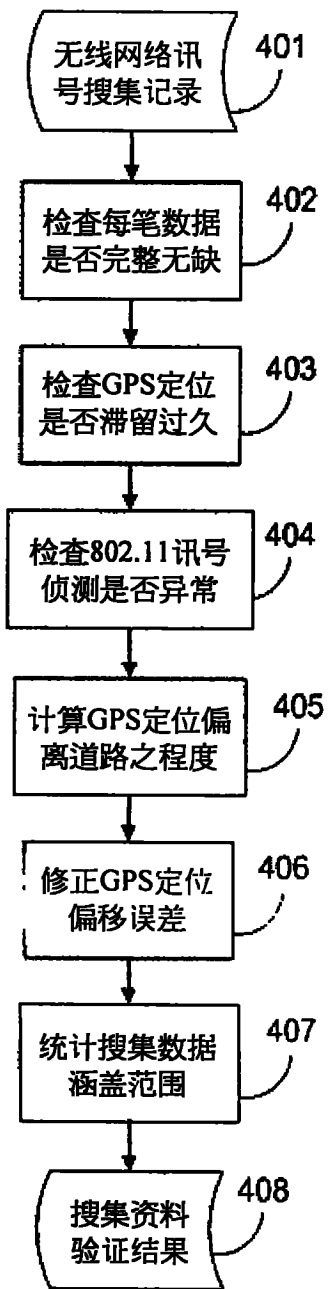 无线网络讯
号搜集记录
401
检查每笔数据
是否完整无缺
402
检查GPS定位
是否滞留过久
403
检查802.11讯号
侦测是否异常
404
计算GPS定位偏
离道路之程度
405
修正GPS定位
偏移误差
406
统计搜集数据
涵盖范围
407
搜集资料
验证结果
408